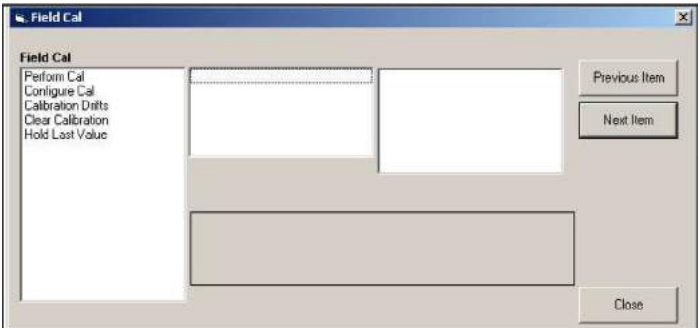 Field Cal
Field Cal
Perform Cal
Configure Cal
Calibration Drifts
Clear Calibration
Hold Last Value
Previous Item
Next Item
Close